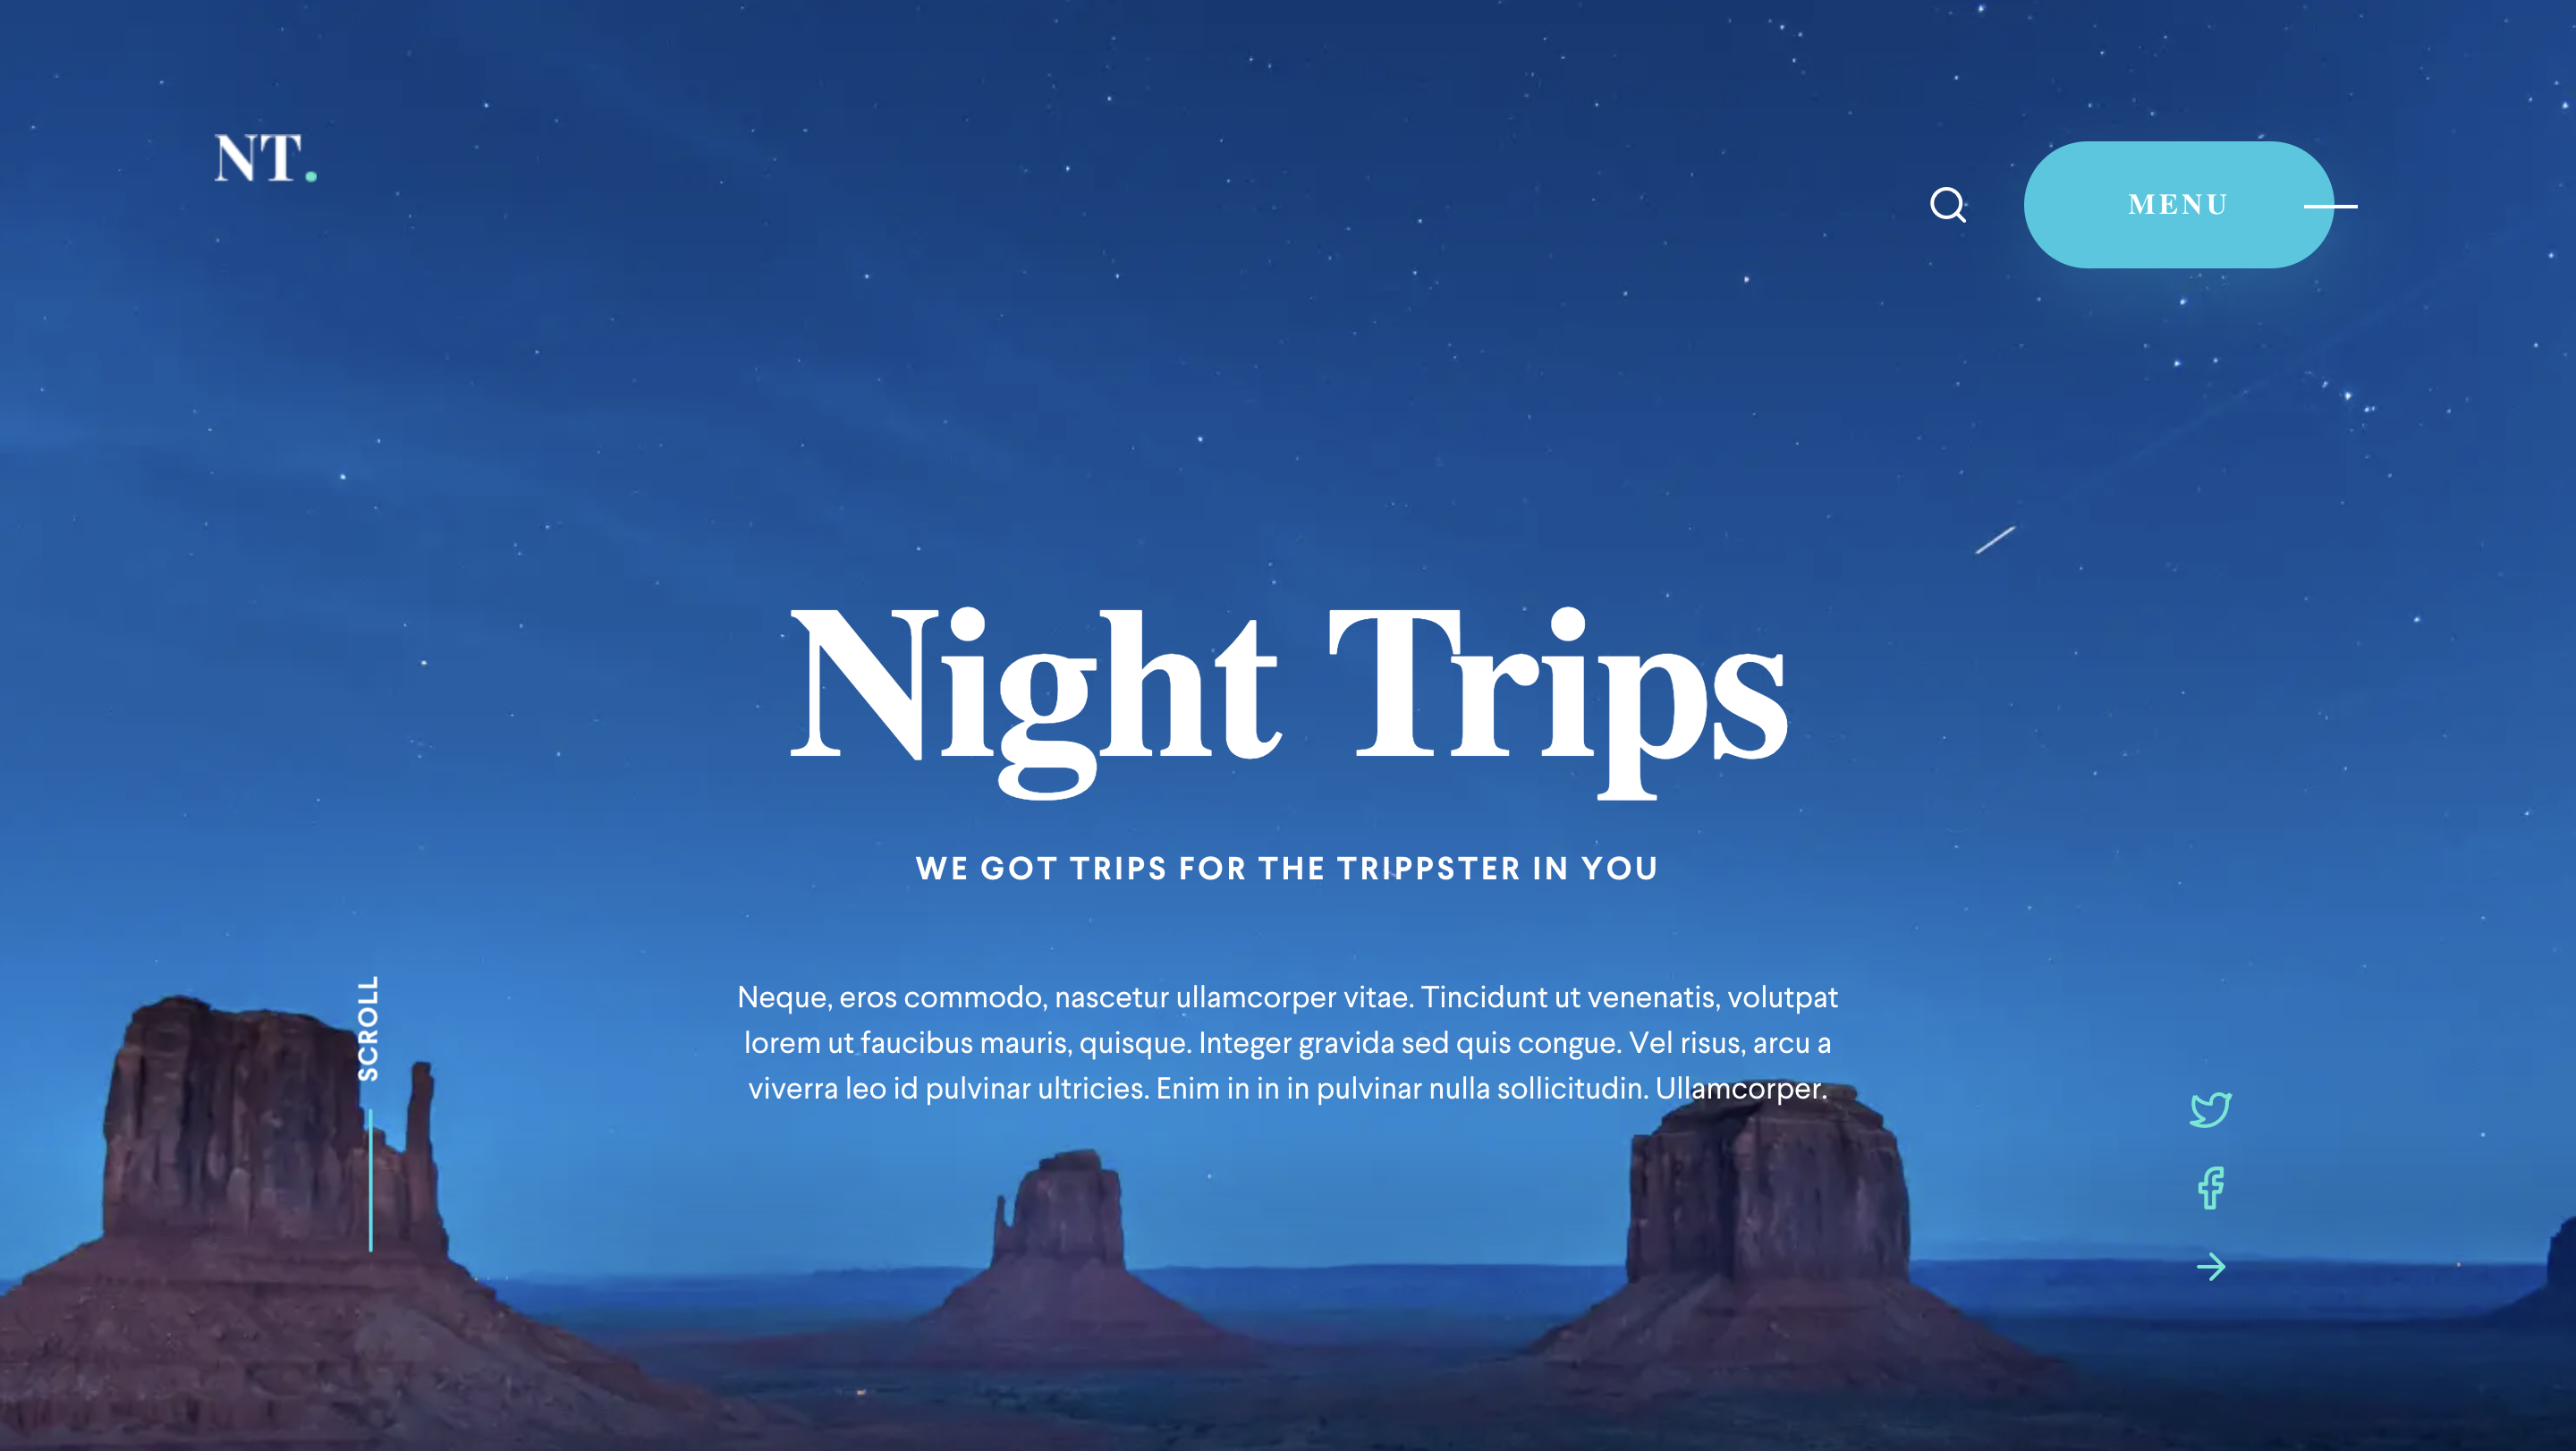 NT.
MENU
Night Trips
WE GOT TRIPS FOR THE TRIPPSTER IN YOU
SCROLL
Neque, eros commodo, nascetur ullamcorper vitae. Tincidunt ut venenatis, volutpat
lorem ut faucibus mauris, quisque. Integer gravida sed quis congue. Vel risus, arcu a
viverra leo id pulvinar ultricies. Enim in in in pulvinar nulla sollicitudin. Ullamcorper.